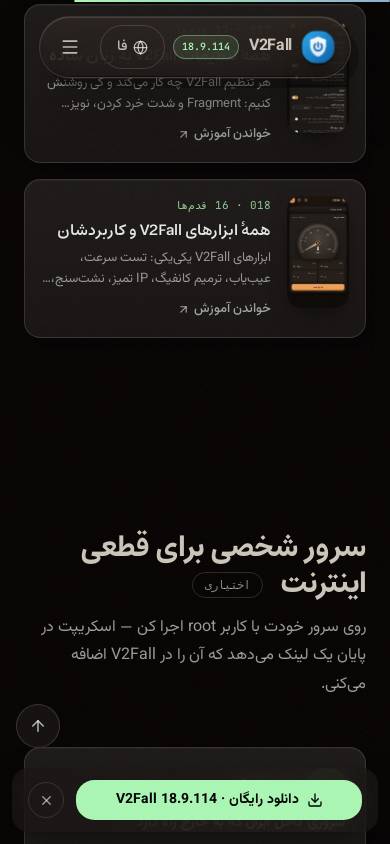 V2Fall 18.9.114 فا
هر تنظیم V2Fall چه کار می‌کند و کی روشنش
کنیم: Fragment و شدت خرد کردن، نویز…
خواندن آموزش
018 · 16 قدم‌ها
همهٔ ابزارهای V2Fall و کاربردشان
ابزارهای V2Fall یکی‌یکی: تست سرعت،
عیب‌یاب، ترمیم کانفیگ، IP تمیز، نشت‌سنج،…
خواندن آموزش
سرور شخصی برای قطعی
اینترنت اختیاری
روی سرور خودت با کاربر root اجرا کن — اسکریپت در
پایان یک لینک می‌دهد که آن را در V2Fall اضافه
می‌کنی.
دانلود رایگان · V2Fall 18.9.114